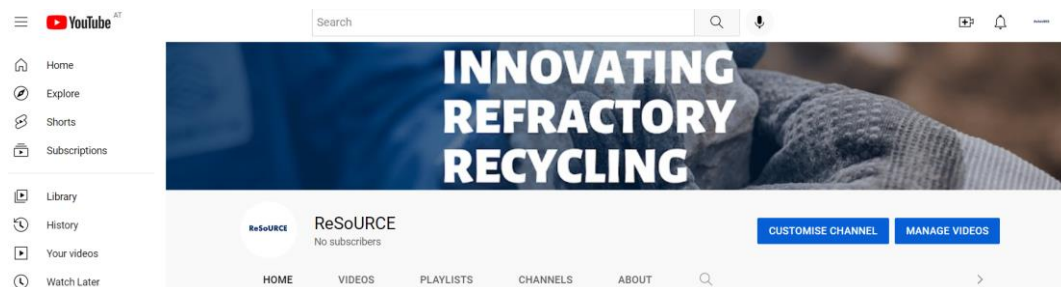 YouTube AT
Search
Home
Explore
Shorts
Subscriptions
Library
History
Your videos
Watch Later
INNOVATING
REFRACTORY
RECYCLING
ReSoURCE
ReSoURCE
No subscribers
CUSTOMISE CHANNEL
MANAGE VIDEOS
HOME VIDEOS PLAYLISTS CHANNELS ABOUT